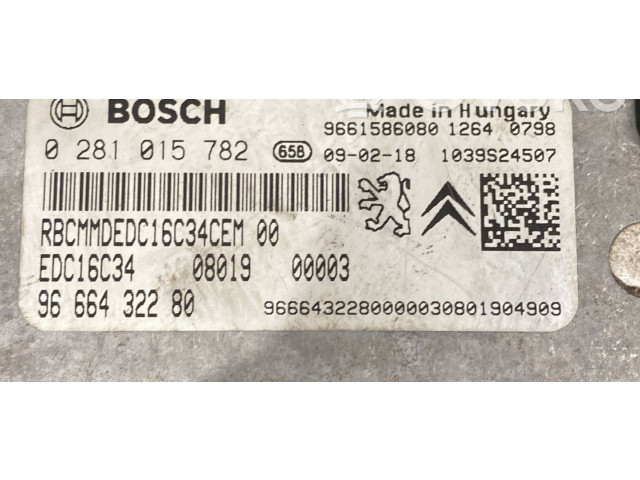 BOSCH
Made in Hungary
9661586080 1264 0798
0 281 015 782 658 09-02-18 1039S24507
RBCMMDEDC16C34CEM 00
EDC16C34 08019 00003
96 664 322 80
9666432280000030801904909